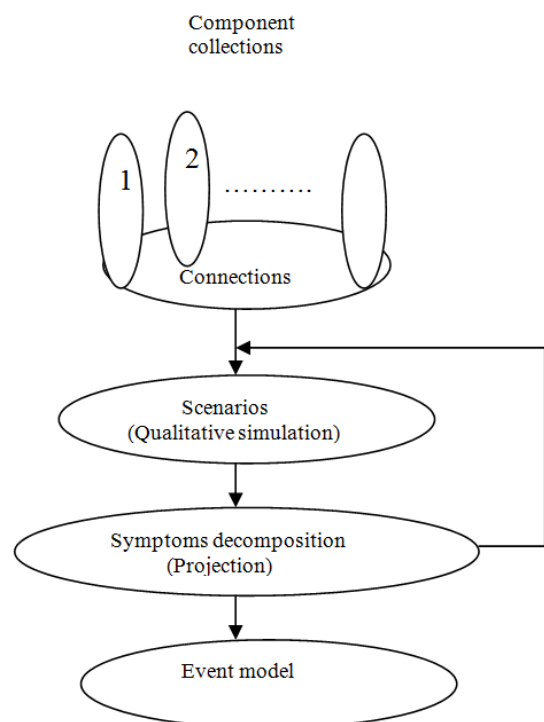 Component
collections
1
2
……….
Connections
Scenarios
(Qualitative simulation)
Symptoms decomposition
(Projection)
Event model